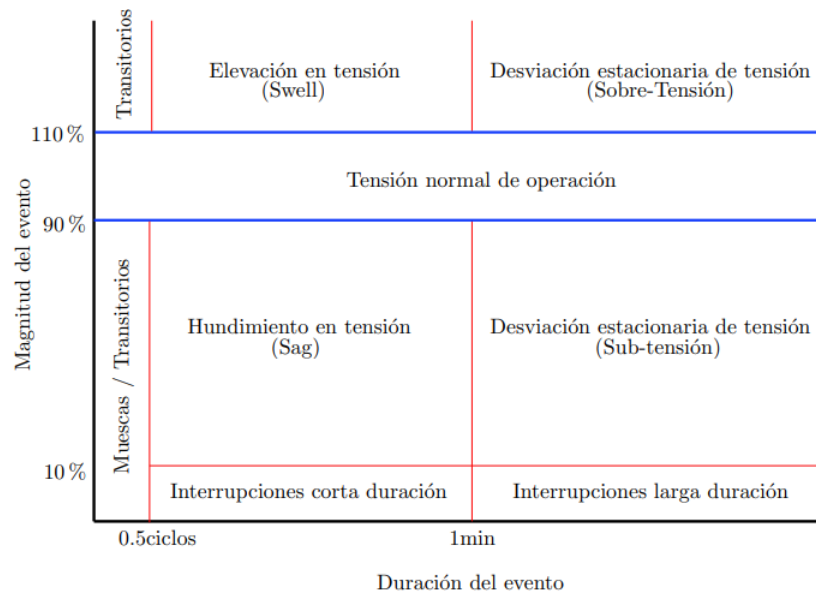 Transitorios
Elevación en tensión
(Swell)
Desviación estacionaria de tensión
(Sobre-Tensión)
110 %
Tensión normal de operación
90 %
Magnitud del evento
Muescas / Transitorios
Hundimiento en tensión
(Sag)
Desviación estacionaria de tensión
(Sub-tensión)
10 %
Interrupciones corta duración
Interrupciones larga duración
0.5ciclos
1min
Duración del evento